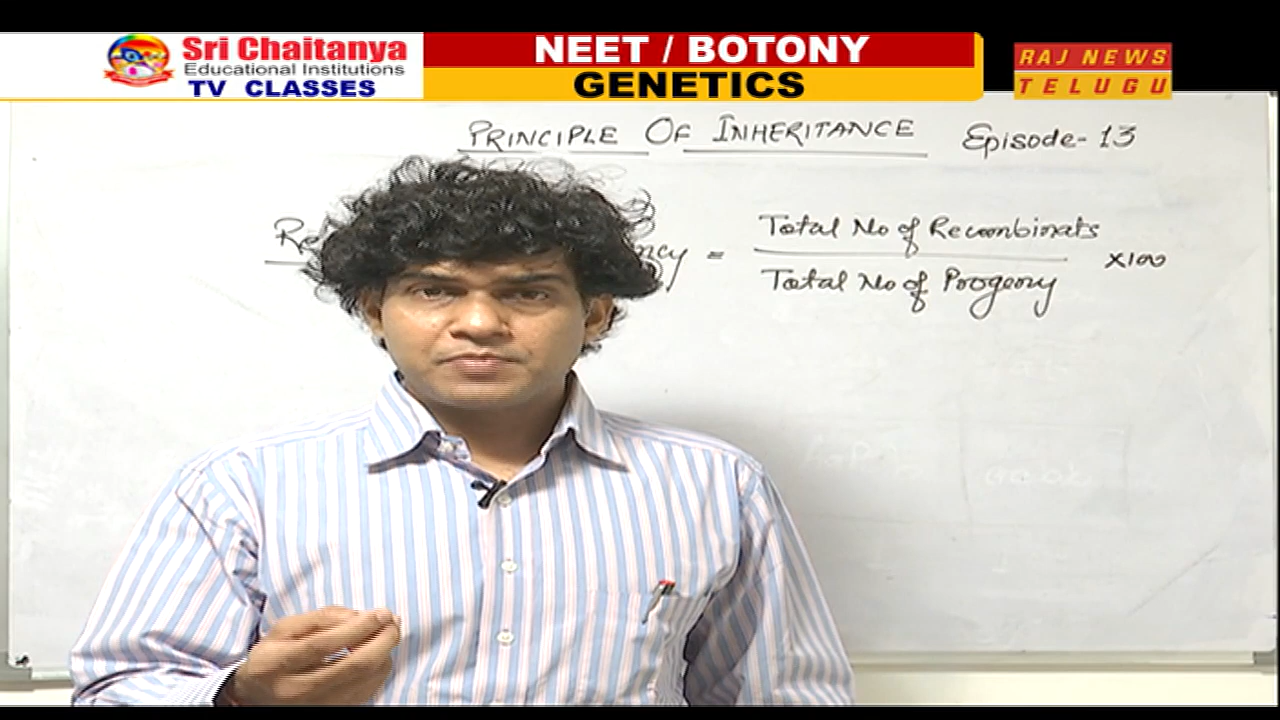 Sri Chaitanya
Educational Institutions
TV CLASSES
NEET / BOTONY
GENETICS
RAJ NEWS
TELUGU
PRINCIPLE OF INHERITANCE Episode-13
= Total No of Recombinats
Total No of Progeny
×100